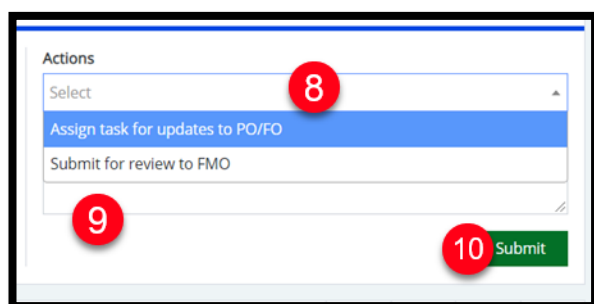 Actions
Select
8
Assign task for updates to PO/FO
Submit for review to FMO
9
10 Submit